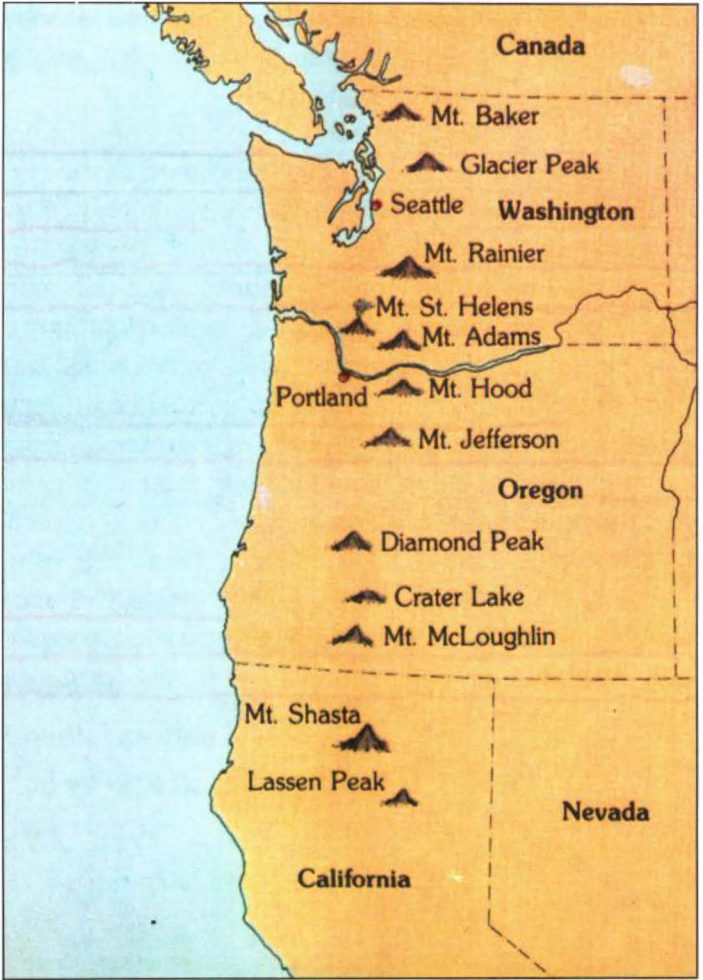 Canada
Mt. Baker
Glacier Peak
Seattle
Washington
Mt. Rainier
Mt. St. Helens
Mt. Adams
Portland
Mt. Hood
Mt. Jefferson
Oregon
Diamond Peak
Crater Lake
Mt. McLoughlin
Mt. Shasta
Lassen Peak
Nevada
California